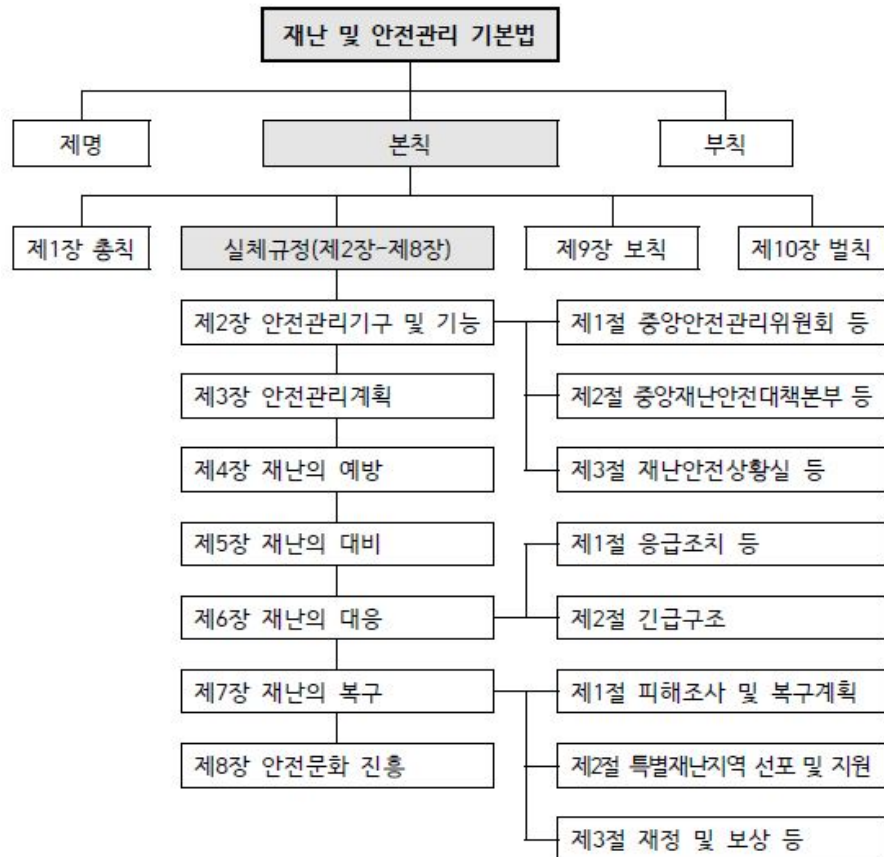 재난 및 안전관리 기본법
제명
본칙
부칙
제1장 총칙
실체규정(제2장-제8장)
제9장 보칙
제10장 벌칙
제2장 안전관리기구 및 기능
제1절 중앙안전관리위원회 등
제3장 안전관리계획
제2절 중앙재난안전대책본부 등
제4장 재난의 예방
제3절 재난안전상황실 등
제5장 재난의 대비
제1절 응급조치 등
제6장 재난의 대응
제2절 긴급구조
제7장 재난의 복구
제1절 피해조사 및 복구계획
제8장 안전문화 진흥
제2절 특별재난지역 선포 및 지원
제3절 재정 및 보상 등